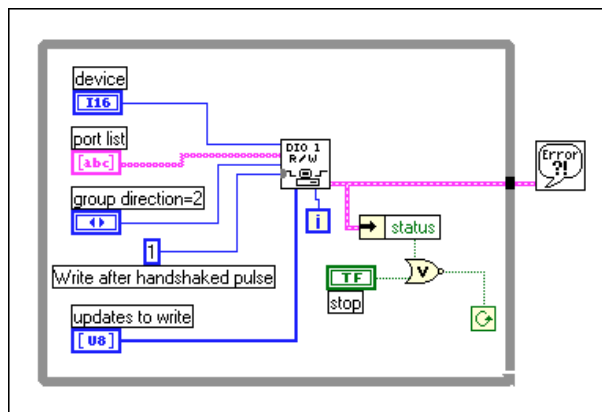 device
I16
port list
[abc]
DIO 1
R/W
Error
?!
group direction=2
i
status
1
V
Write after handshaked pulse
TF
stop
updates to write
[U8]